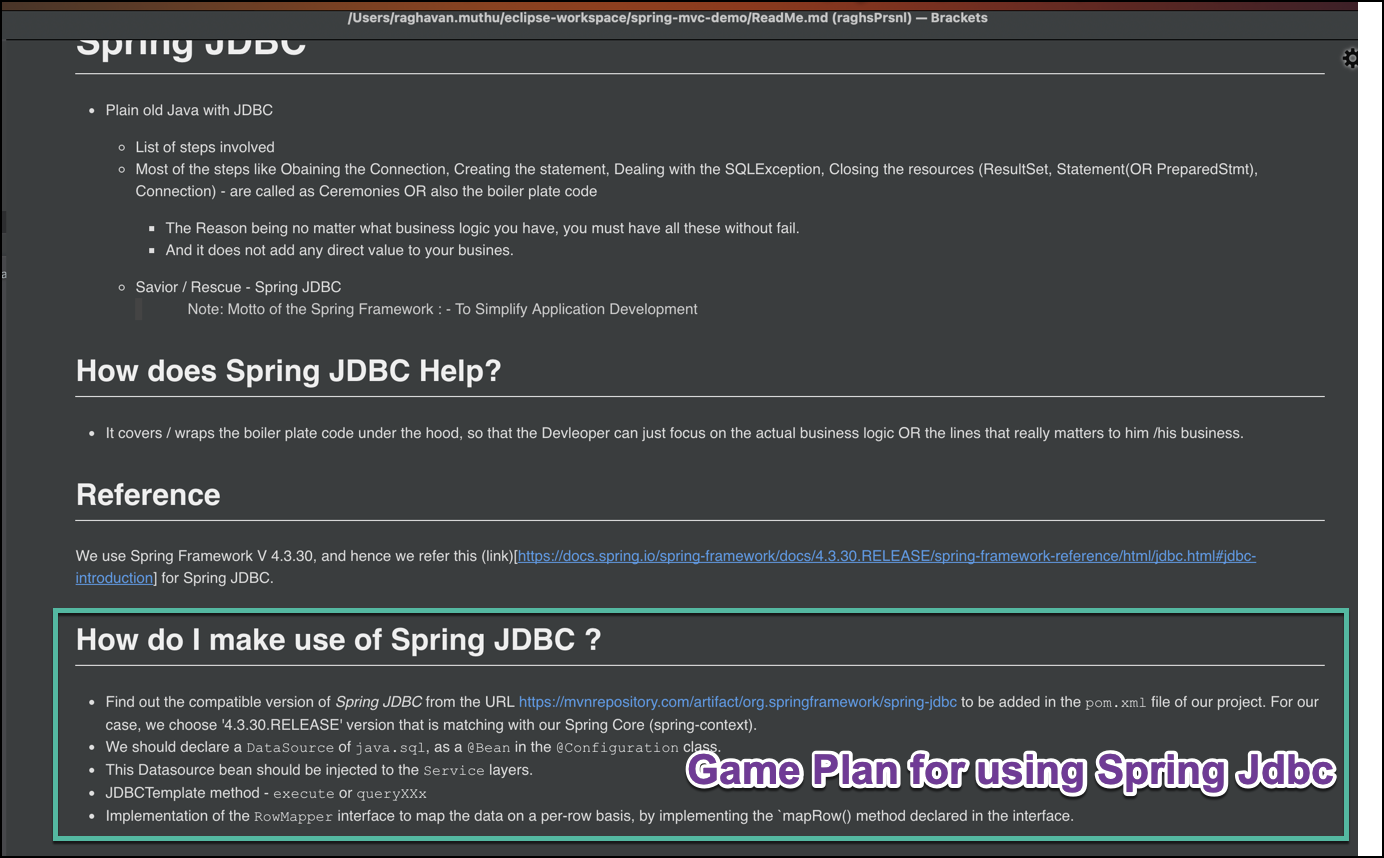 /Users/raghavan.muthu/eclipse-workspace/spring-mvc-demo/ReadMe.md (raghsPrsnl) — Brackets
Spring JDBC
Plain old Java with JDBC
List of steps involved
Most of the steps like Obaining the Connection, Creating the statement, Dealing with the SQLException, Closing the resources (ResultSet, Statement(OR PreparedStmt),
Connection) - are called as Ceremonies OR also the boiler plate code
The Reason being no matter what business logic you have, you must have all these without fail.
And it does not add any direct value to your busines.
a
Savior / Rescue - Spring JDBC
Note: Motto of the Spring Framework : - To Simplify Application Development
How does Spring JDBC Help?
It covers / wraps the boiler plate code under the hood, so that the Devleoper can just focus on the actual business logic OR the lines that really matters to him /his business.
Reference
We use Spring Framework V 4.3.30, and hence we refer this (link)[https://docs.spring.io/spring-framework/docs/4.3.30.RELEASE/spring-framework-reference/html/jdbc.html#jdbc-
introduction] for Spring JDBC.
How do I make use of Spring JDBC ?
Find out the compatible version of Spring JDBC from the URL https://mvnrepository.com/artifact/org.springframework/spring-jdbc to be added in the pom.xml file of our project. For our
case, we choose '4.3.30.RELEASE' version that is matching with our Spring Core (spring-context).
We should declare a DataSource of java.sql, as a @Bean in the @Configuration class.
This Datasource bean should be injected to the Service layers.
Game Plan for using Spring Jdbc
JDBCTemplate method - execute or queryXXx
Implementation of the RowMapper interface to map the data on a per-row basis, by implementing the `mapRow() method declared in the interface.